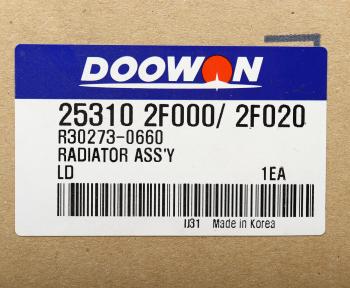 DOOWON
25310 2F000/ 2F020
R30273-0660
RADIATOR ASS'Y
LD 1EA
IJ31 Made in Korea